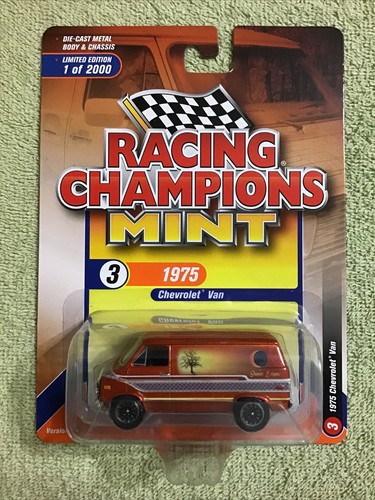 DIE-CAST METAL
BODY & CHASSIS
LIMITED EDITION
1 of 2000
RACING
CHAMPIONS®
MINT
3
1975
Chevrolet® Van
3 1975 Chevrolet® Van